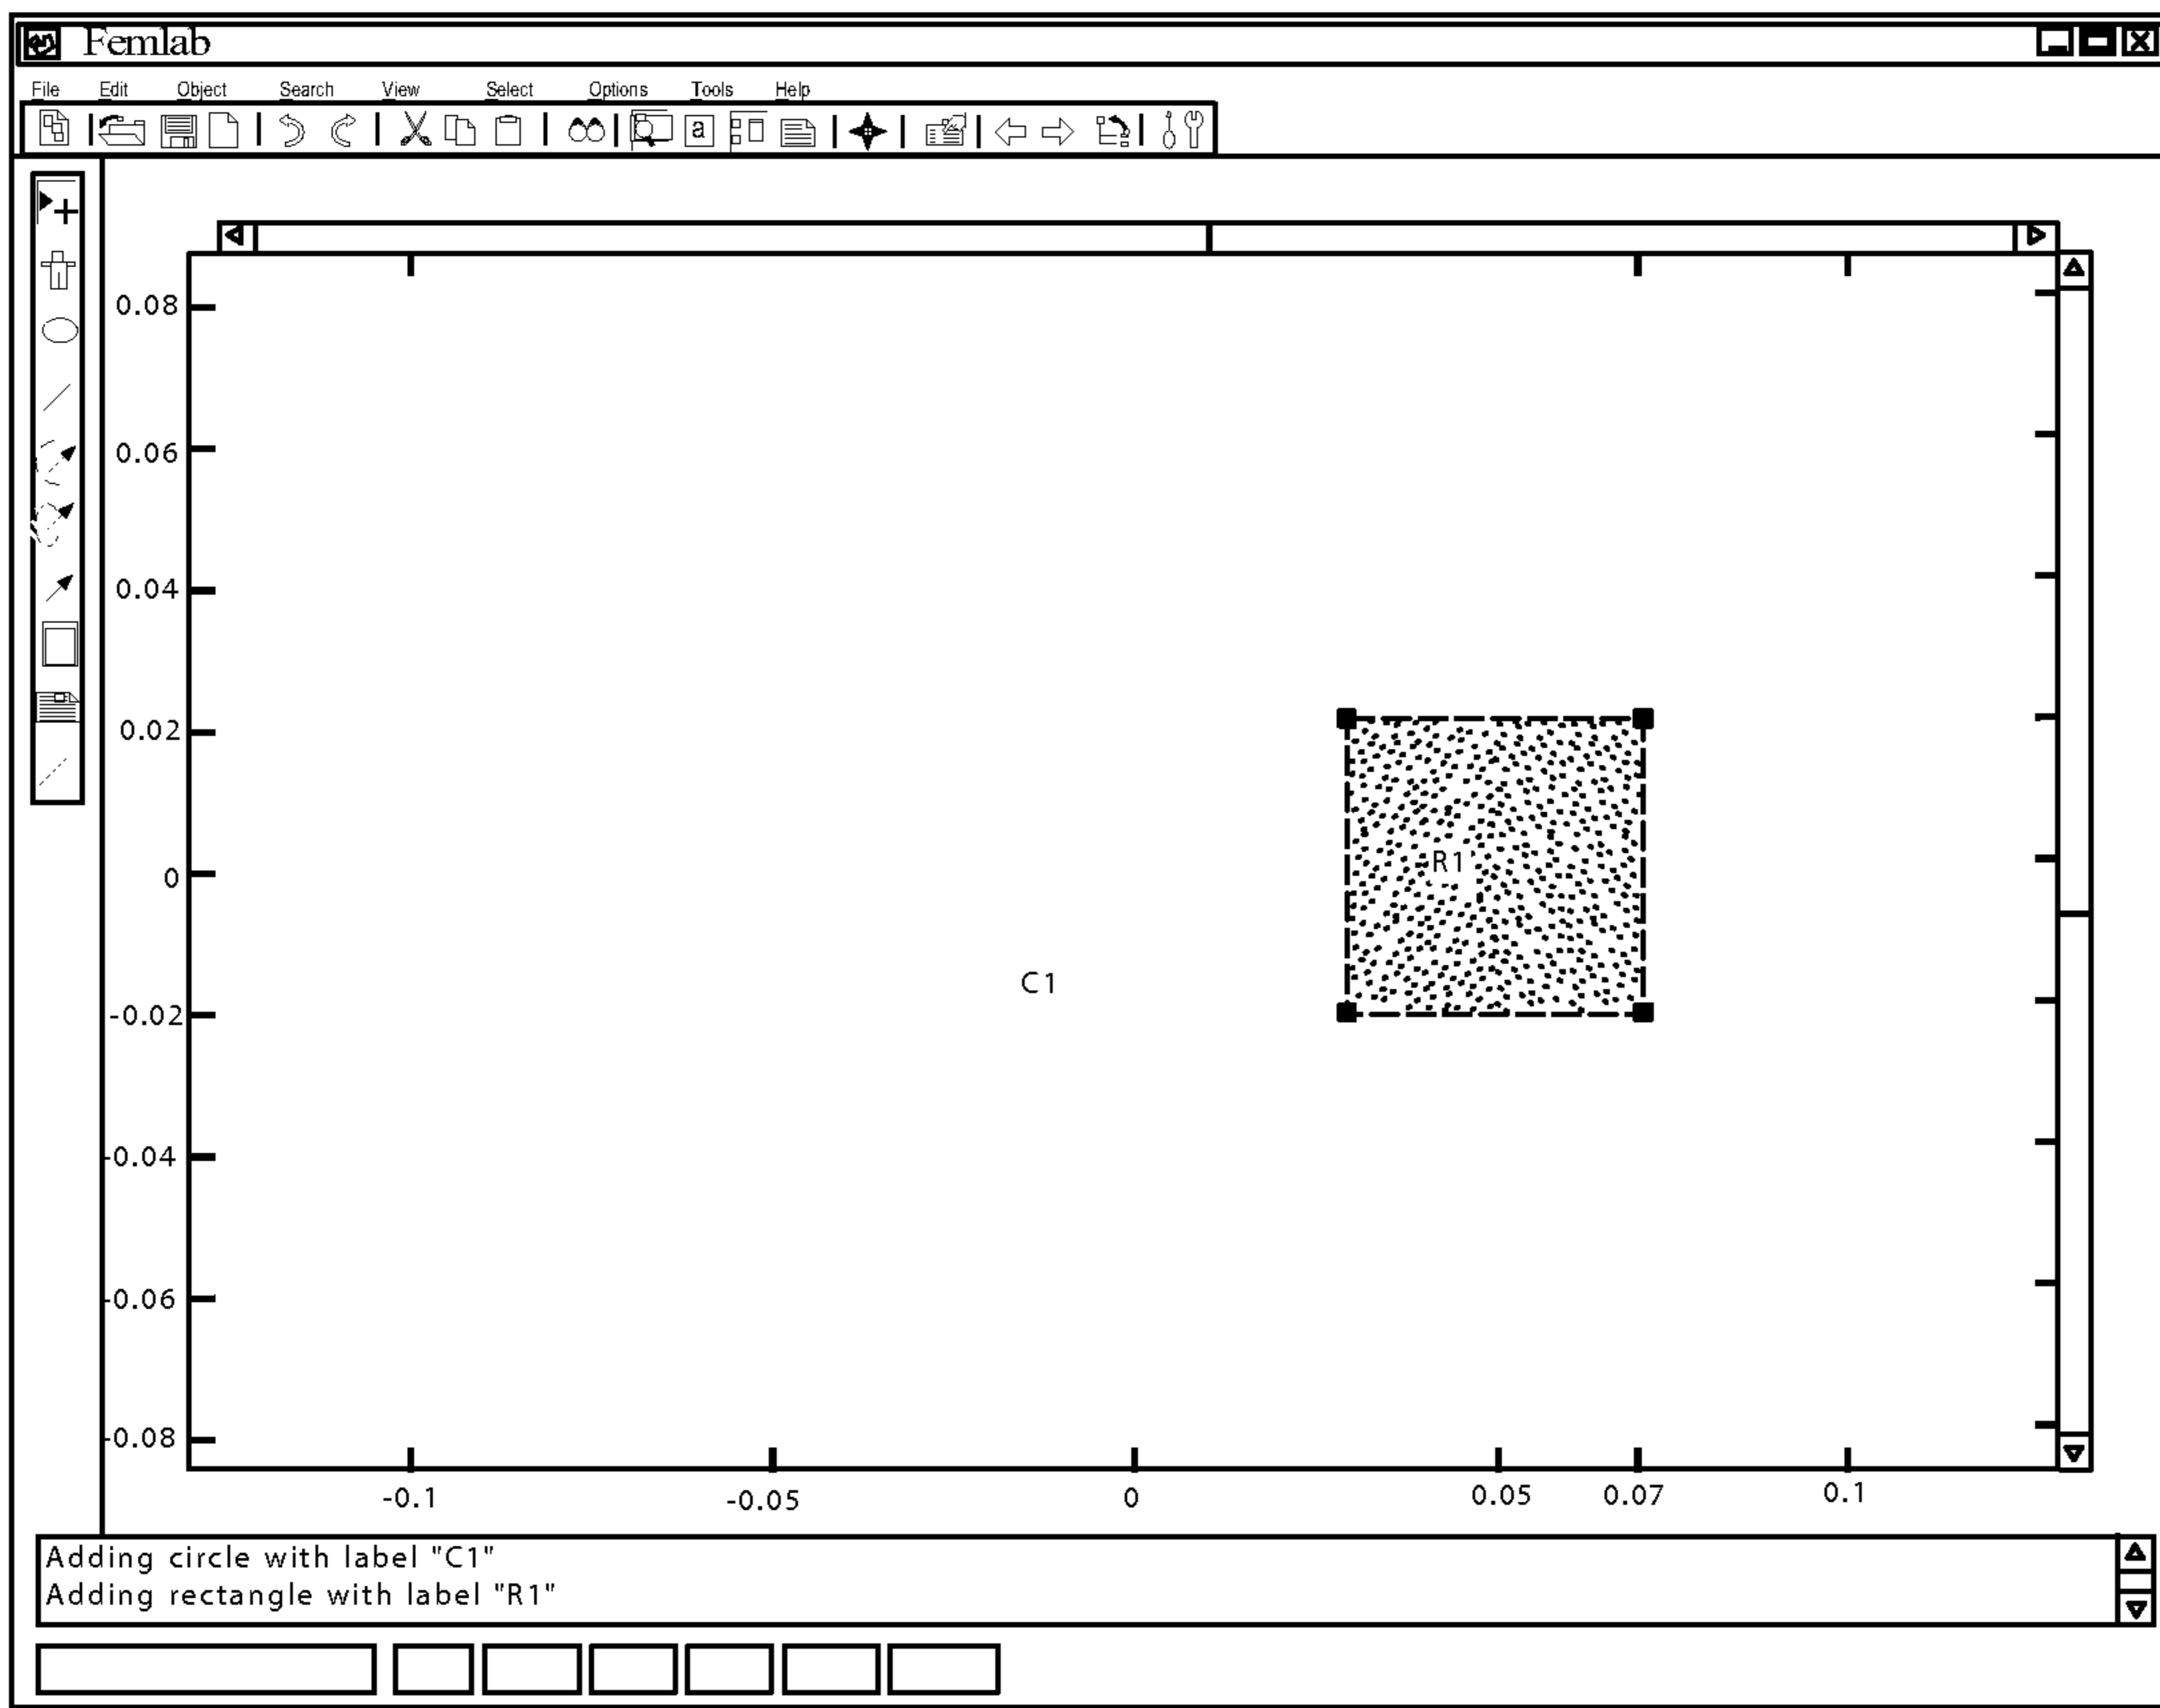 Femlab
File Edit Object Search View Select Options Tools Help
a
0.08
0.06
0.04
0.02
0
-0.02
-0.04
-0.06
-0.08
R1
C1
-0.1 -0.05 0 0.05 0.07 0.1
Adding circle with label "C1"
Adding rectangle with label "R1"